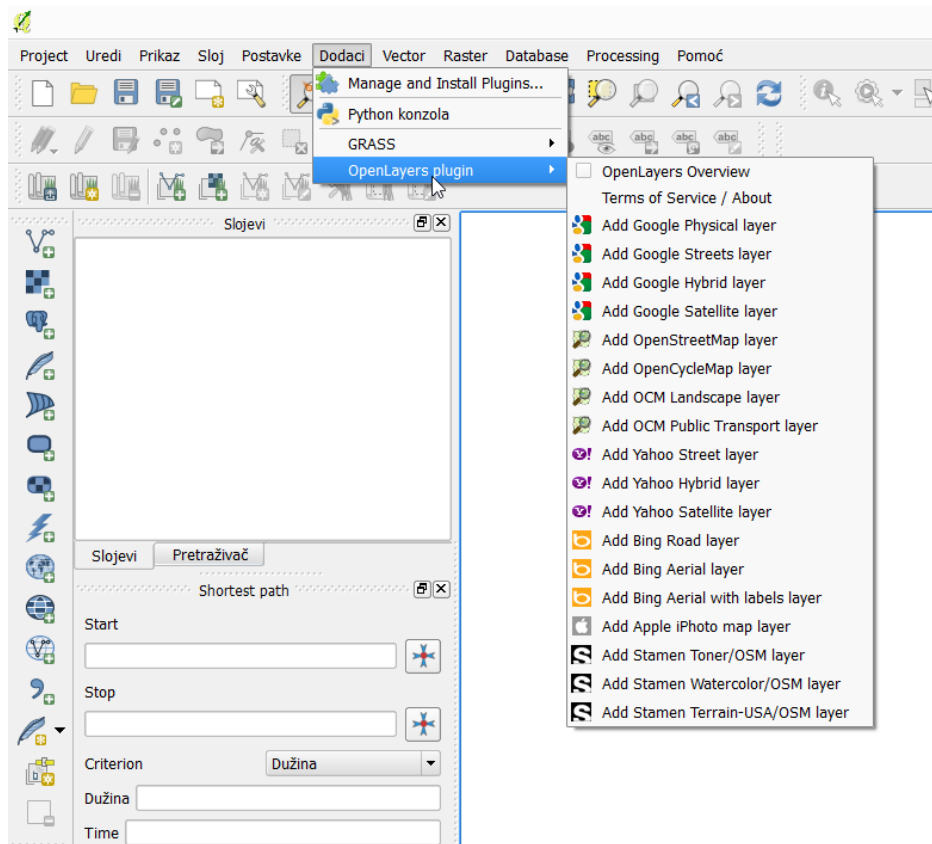 Project Uredi Prikaz Sloj Postavke Dodaci Vector Raster Database Processing Pomoć
Manage and Install Plugins...
Python konzola
GRASS
OpenLayers plugin
abc abc abc abc
OpenLayers Overview
Terms of Service / About
Add Google Physical layer
Add Google Streets layer
Add Google Hybrid layer
Add Google Satellite layer
Add OpenStreetMap layer
Add OpenCycleMap layer
Add OCM Landscape layer
Add OCM Public Transport layer
Add Yahoo Street layer
Add Yahoo Hybrid layer
Add Yahoo Satellite layer
Add Bing Road layer
Add Bing Aerial layer
Add Bing Aerial with labels layer
Add Apple iPhoto map layer
Add Stamen Toner/OSM layer
Add Stamen Watercolor/OSM layer
Add Stamen Terrain-USA/OSM layer
Slojevi
Slojevi Pretraživač
Shortest path
Start
Stop
Criterion Dužina
Dužina
Time